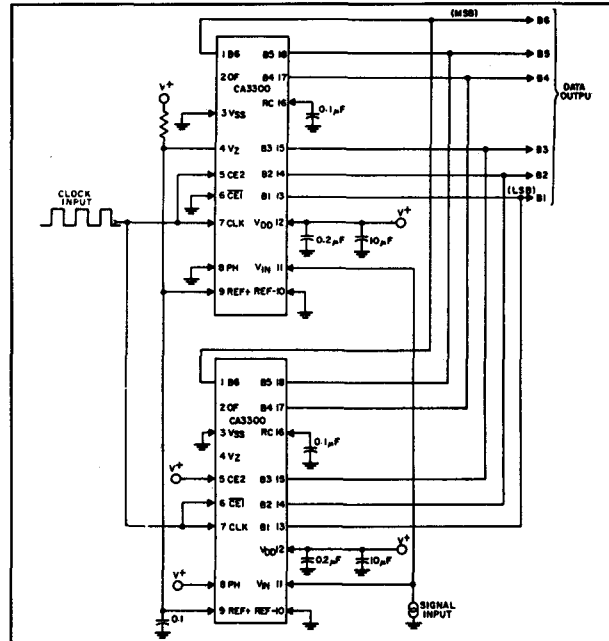 (MSB) B6
1 B6 B5 18 B5
2 OF B4 17 B4
CA3300
V+ RC 16 0.1µF
3 VSS
DATA OUTPUT
4 VZ B3 15 B3
5 CE2 B2 14 B2
6 CE1 B1 13 (LSB) B1
CLOCK INPUT
7 CLK VDD 12 V+
0.2µF 10µF
8 PH VIN 11
9 REF+ REF-10
1 B6 B5 18
2 OF B4 17
CA3300
3 VSS RC 16 0.1µF
4 VZ
V+ 5 CE2 B3 15
6 CE1 B2 14
7 CLK B1 13
VDD 12 V+
0.2µF 10µF
V+ 8 PH VIN 11
9 REF+ REF-10
0.1
SIGNAL INPUT